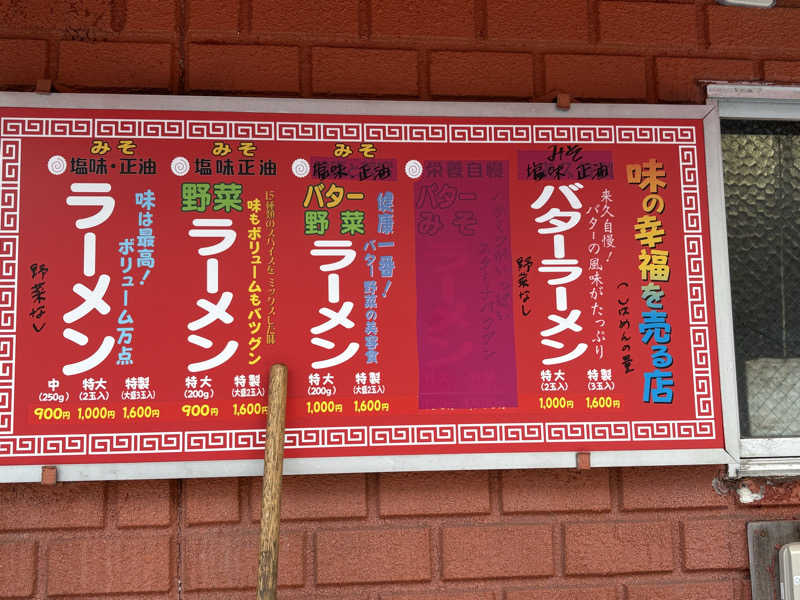 味の幸福を売る店
()はめんの量
みそ
塩味 正油
バターラーメン
来久自慢!
バターの風味がたっぷり
野菜なし
特大
(2玉入)
1,000円
特製
(3玉入)
1,600円
栄養自慢
バター
みそ
みそ
塩味・正油
バター
野菜
ラーメン
健康一番!
バター野菜の美容食
特大
(200g)
1,000円
特製
(大盛2玉入)
1,600円
みそ
塩味正油
野菜
ラーメン
15種類のスパイスをミックスした味
味もボリュームもバツグン
特大
(200g)
900円
特製
(大盛2玉入)
1,600円
みそ
塩味・正油
ラーメン
味は最高!
ボリューム万点
野菜なし
中
(250g)
900円
特大
(2玉入)
1,000円
特製
(大盛3玉入)
1,600円